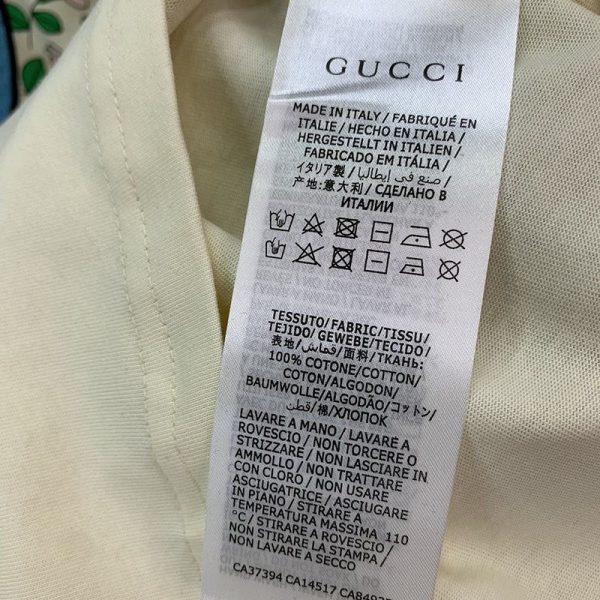 GUCCI
MADE IN ITALY / FABRIQUÉ EN
ITALIE / HECHO EN ITALIA /
HERGESTELLT IN ITALIEN /
FABRICADO EM ITÁLIA /
イタリア製 / صنع في إيطاليا /
产地:意大利 / СДЕЛАНО В
ИТАЛИИ
TESSUTO/FABRIC/TISSU/
TEJIDO/ GEWEBE/TECIDO/
表地/قماش/面料/ТКАНЬ:
100% COTONE/COTTON/
COTON/ALGODON/
BAUMWOLLE/ALGODÃO/コットン/
قطن/棉/ХЛОПОК
LAVARE A MANO / LAVARE A
ROVESCIO / NON TORCERE O
STRIZZARE / NON LASCIARE IN
AMMOLLO / NON TRATTARE
CON CLORO / NON USARE
ASCIUGATRICE / ASCIUGARE
IN PIANO / STIRARE A
TEMPERATURA MASSIMA 110
°C/ STIRARE A ROVESCIO /
NON STIRARE LA STAMPA /
NON LAVARE A SECCO
CA37394 CA14517